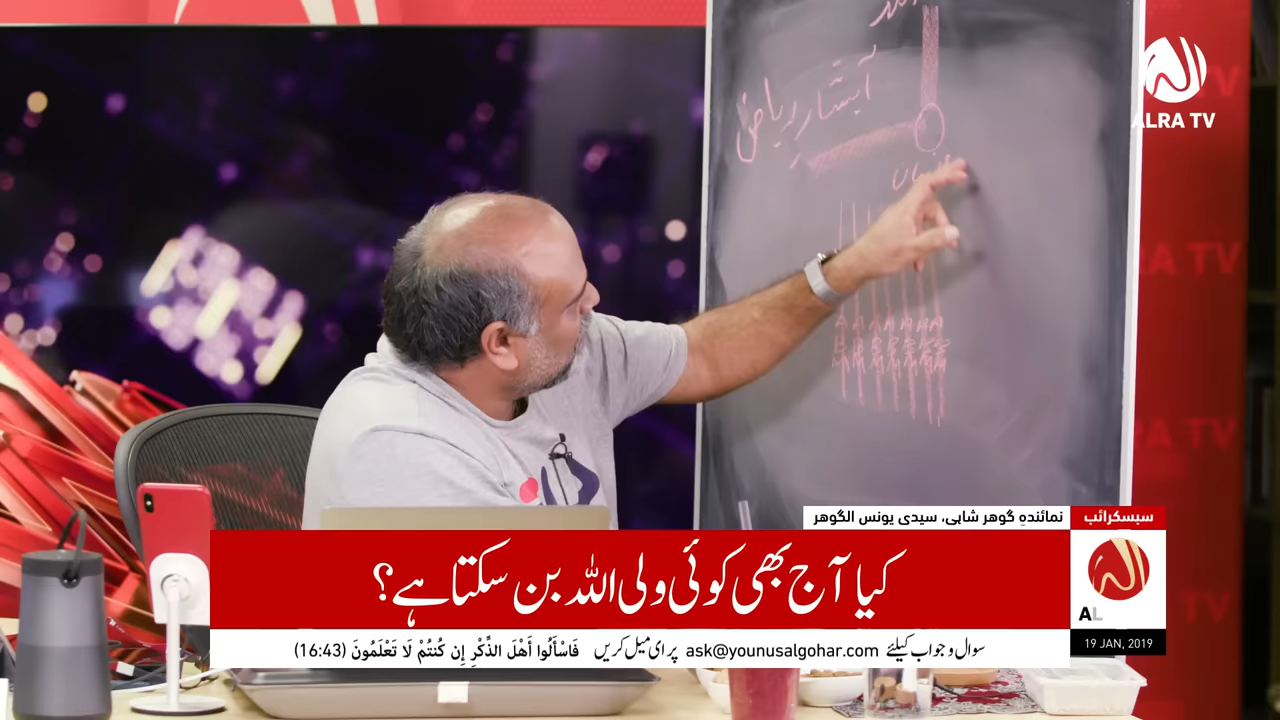 اللہ
آبشارِ ریاض
ALRA TV
نمائندہِ گوھر شاہی، سیدی یونس الگوھر
سبسکرائب
کیا آج بھی کوئی ولی اللہ بن سکتا ہے؟
AL
19 JAN, 2019
سوال و جواب کیلئے ask@younusalgohar.com پر ای میل کریں فَاسْأَلُوا أَهْلَ الذِّكْرِ إِن كُنتُمْ لَا تَعْلَمُونَ (16:43)